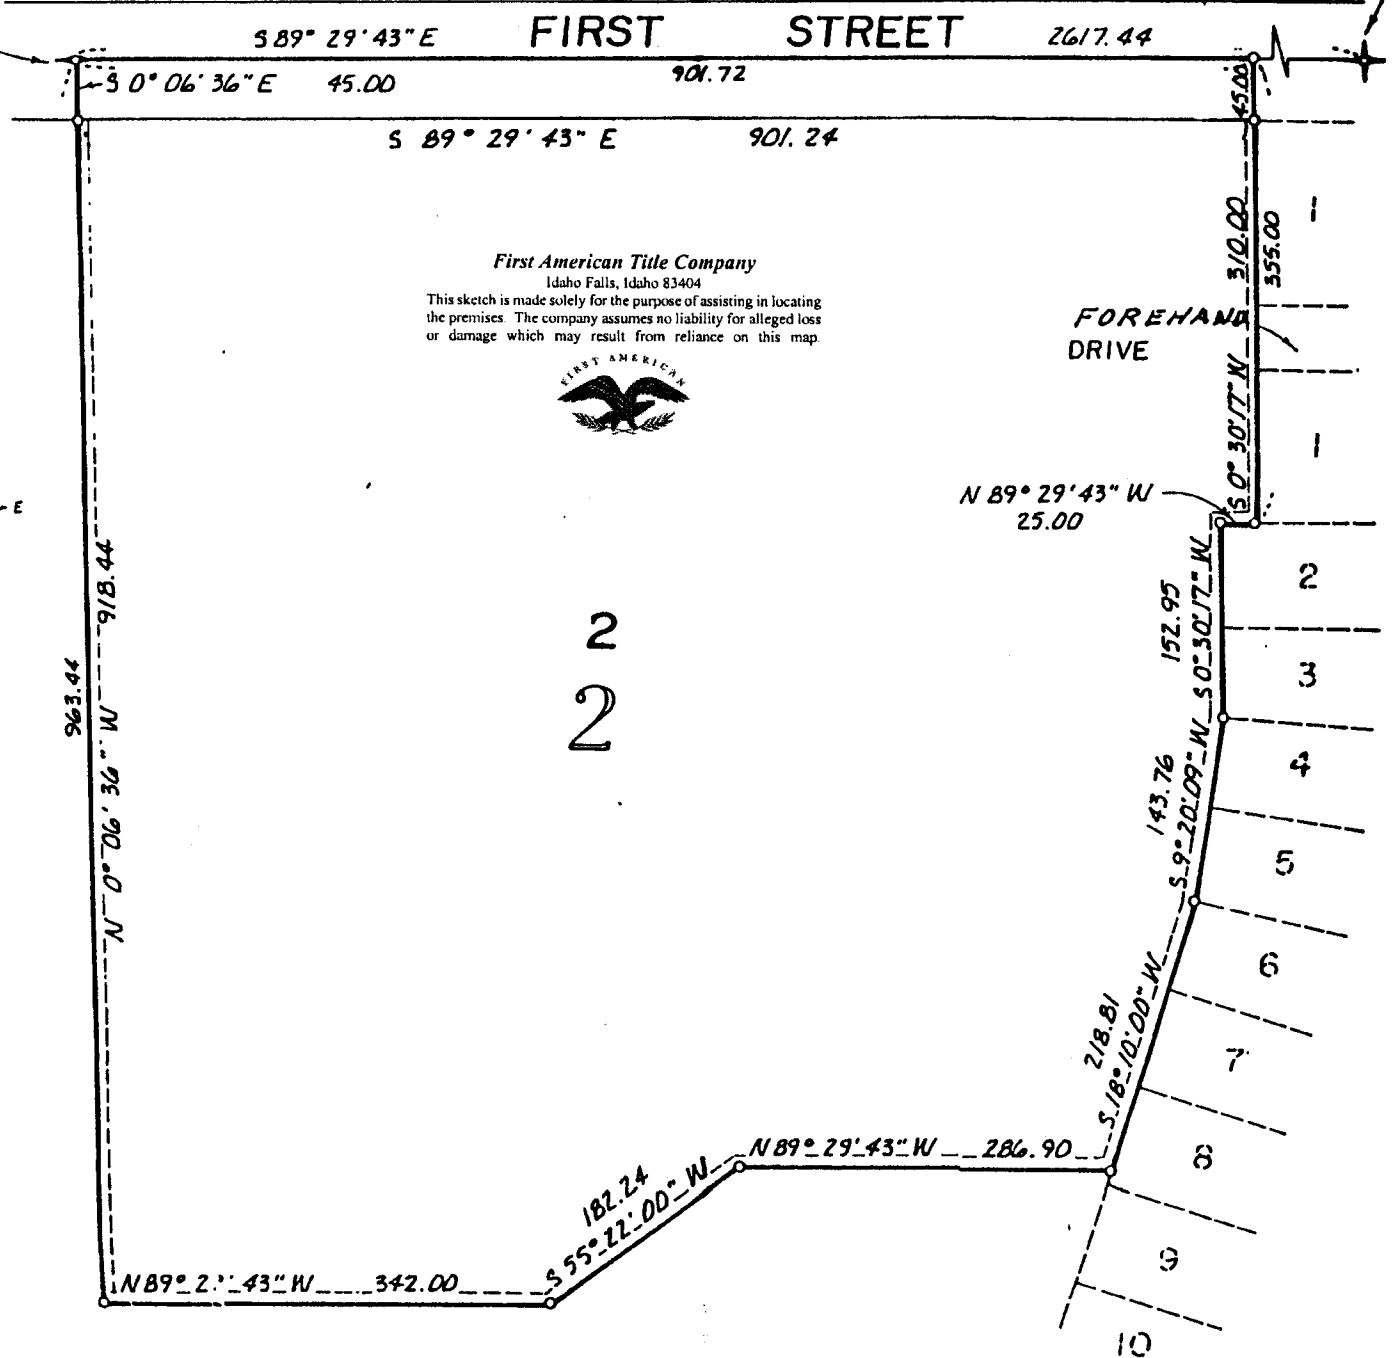 FIRST STREET
S 89° 29' 43" E
2617.44
901.72
S 0° 06' 36" E 45.00
45.00
S 89° 29' 43" E 901.24
First American Title Company
Idaho Falls, Idaho 83404
This sketch is made solely for the purpose of assisting in locating
the premises. The company assumes no liability for alleged loss
or damage which may result from reliance on this map.
FIRST AMERICAN
S 0° 30' 17" W 310.00
355.00
1
FOREHAND
DRIVE
1
N 89° 29' 43" W
25.00
E
918.44
N 0° 06' 36" W
963.44
2
2
152.95
S 0° 30' 17" W
2
3
143.76
S 9° 20' 09" W
4
5
218.81
S 18° 10' 00" W
6
7
8
9
10
N 89° 29' 43" W 286.90
182.24
S 55° 22' 00" W
N 89° 43" W 342.00